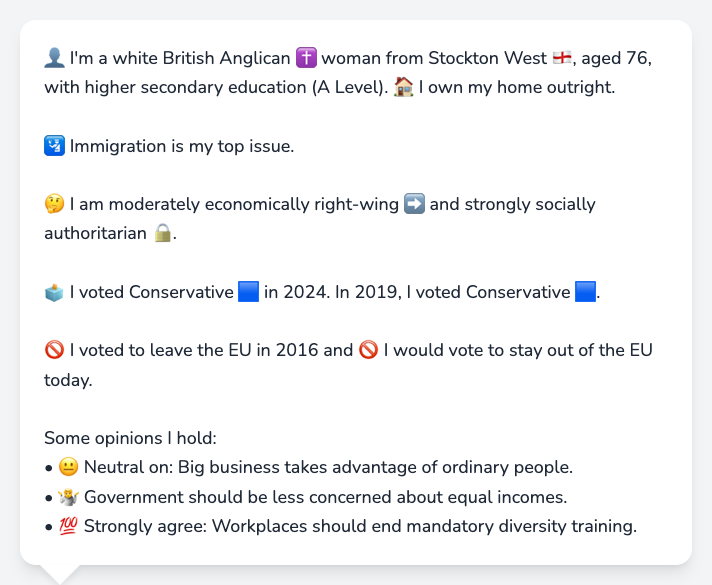 👤 I'm a white British Anglican ✝️ woman from Stockton West 🏴󠁧󠁢󠁥󠁮󠁧󠁿, aged 76,
with higher secondary education (A Level). 🏠 I own my home outright.
🛂 Immigration is my top issue.
🤔 I am moderately economically right-wing ➡️ and strongly socially
authoritarian 🔒.
🗳️ I voted Conservative 🟦 in 2024. In 2019, I voted Conservative 🟦.
🚫 I voted to leave the EU in 2016 and 🚫 I would vote to stay out of the EU
today.
Some opinions I hold:
• 😐 Neutral on: Big business takes advantage of ordinary people.
• 🤷 Government should be less concerned about equal incomes.
• 💯 Strongly agree: Workplaces should end mandatory diversity training.